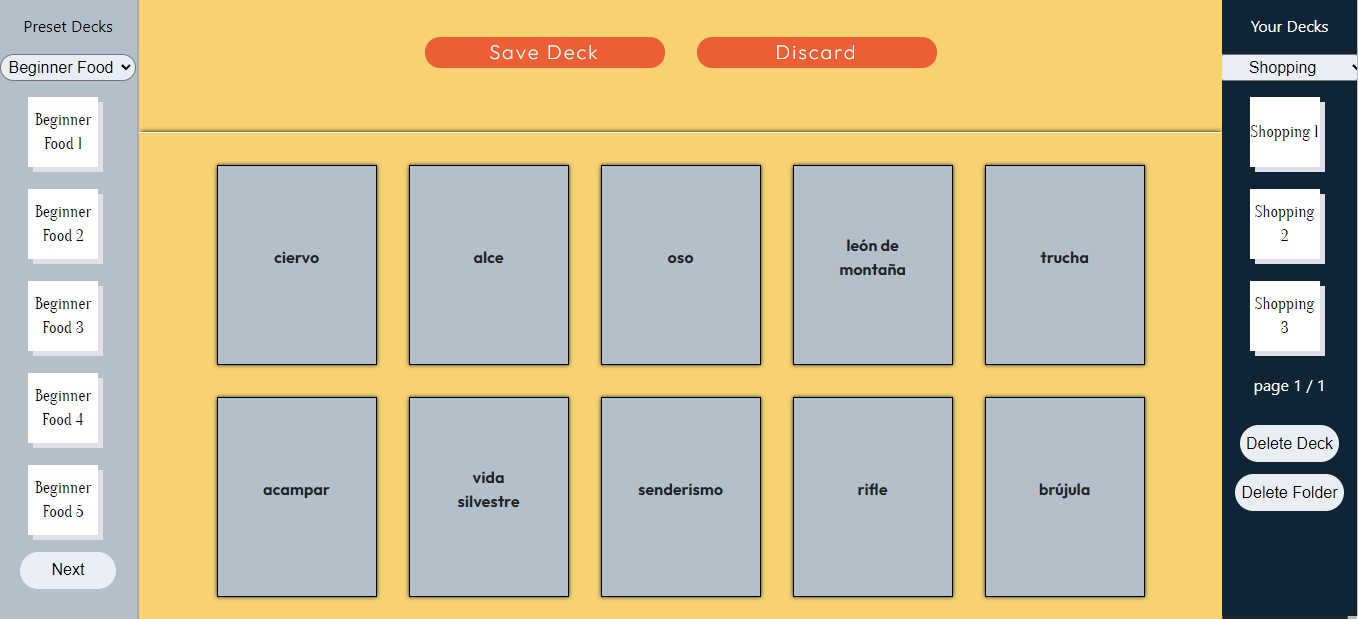 Preset Decks
Beginner Food
Beginner
Food 1
Beginner
Food 2
Beginner
Food 3
Beginner
Food 4
Beginner
Food 5
Next
Save Deck
Discard
ciervo
alce
oso
león de
montaña
trucha
acampar
vida
silvestre
senderismo
rifle
brújula
Your Decks
Shopping
Shopping 1
Shopping
2
Shopping
3
page 1 / 1
Delete Deck
Delete Folder